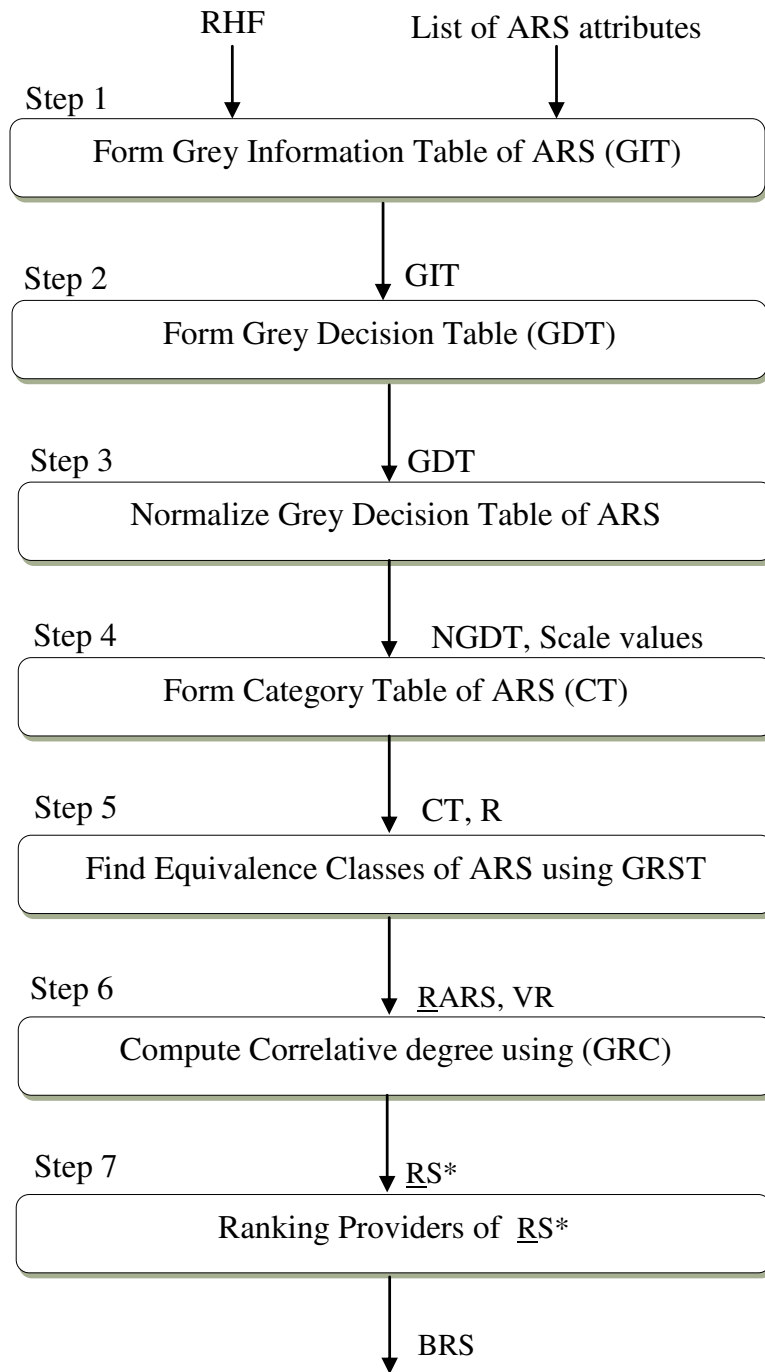 RHF
List of ARS attributes
Step 1
Form Grey Information Table of ARS (GIT)
Step 2
GIT
Form Grey Decision Table (GDT)
Step 3
GDT
Normalize Grey Decision Table of ARS
Step 4
NGDT, Scale values
Form Category Table of ARS (CT)
Step 5
CT, R
Find Equivalence Classes of ARS using GRST
Step 6
RARS, VR
Compute Correlative degree using (GRC)
Step 7
RS*
Ranking Providers of RS*
BRS